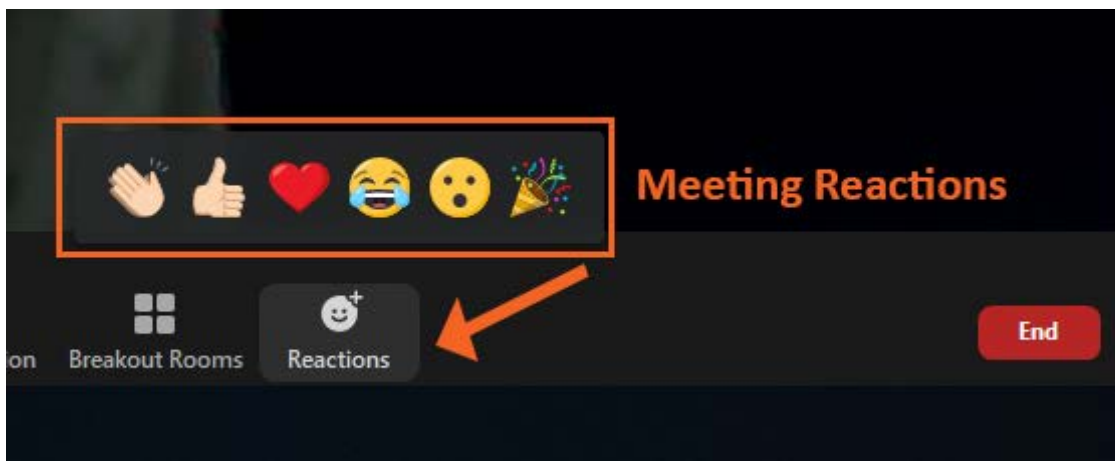 Meeting Reactions
End
on
Breakout Rooms
Reactions